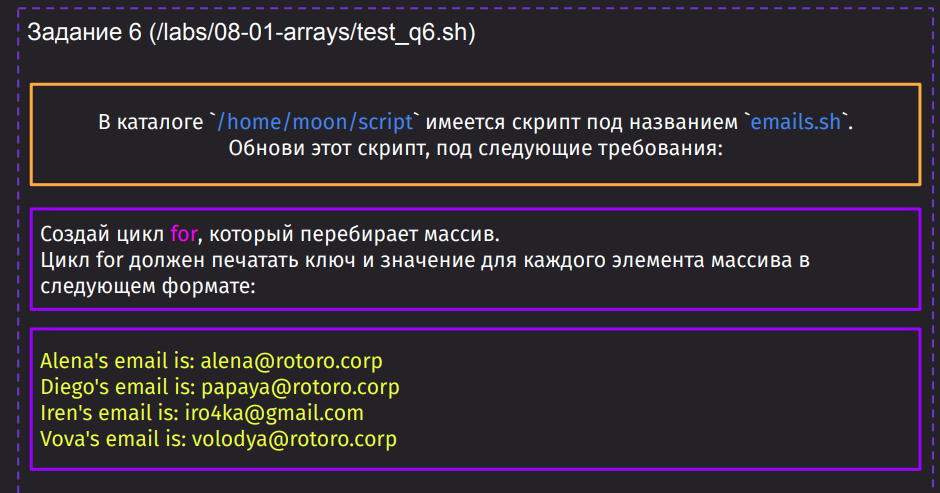 Задание 6 (/labs/08-01-arrays/test_q6.sh)
В каталоге `/home/moon/script` имеется скрипт под названием `emails.sh`.
Обнови этот скрипт, под следующие требования:
Создай цикл for, который перебирает массив.
Цикл for должен печатать ключ и значение для каждого элемента массива в
следующем формате:
Alena's email is: alena@rotoro.corp
Diego's email is: papaya@rotoro.corp
Iren's email is: iro4ka@gmail.com
Vova's email is: volodya@rotoro.corp